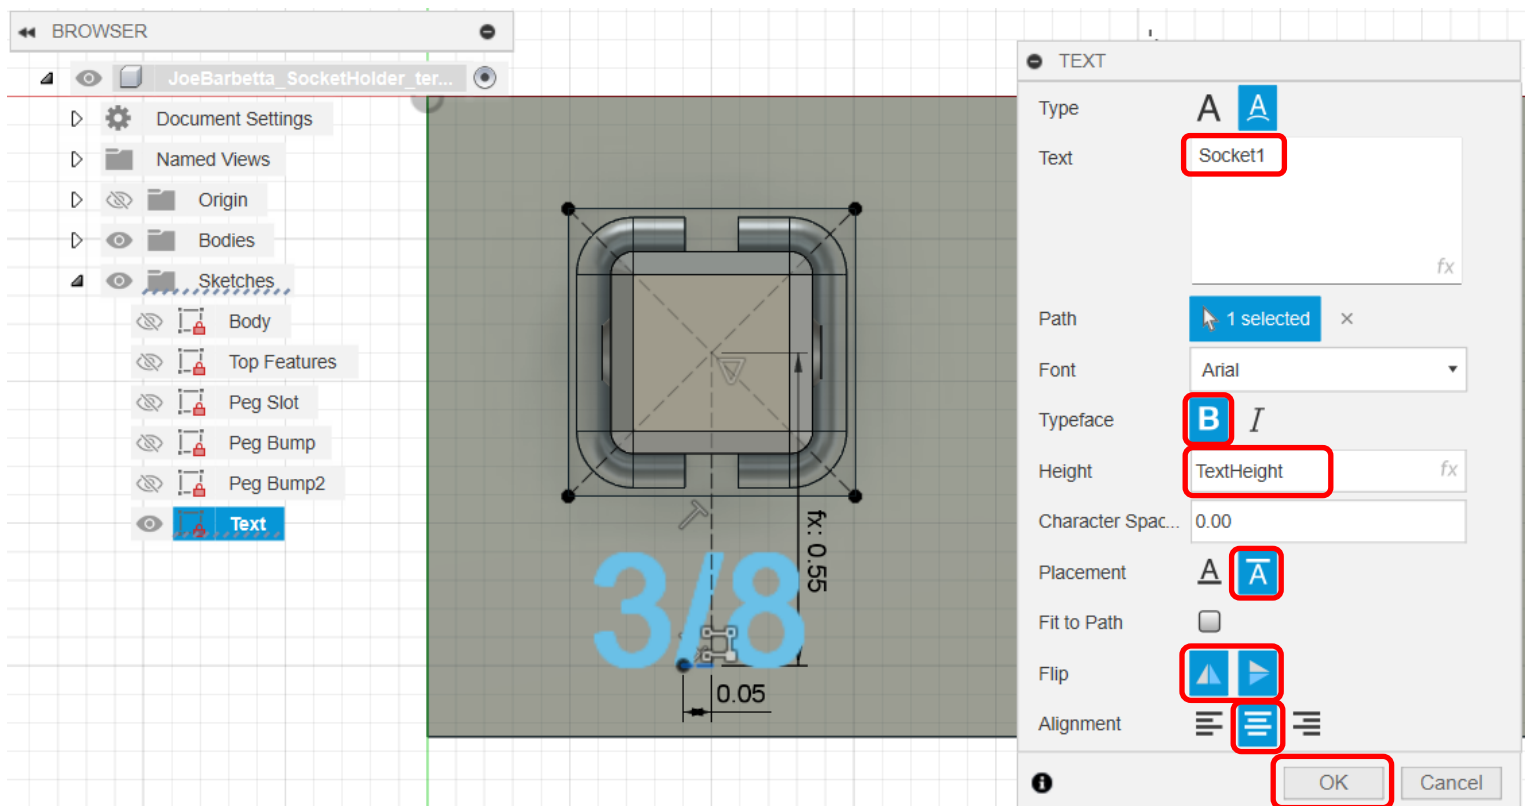 BROWSER
JoeBarbetta_SocketHolder_ter...
Document Settings
Named Views
Origin
Bodies
Sketches
Body
Top Features
Peg Slot
Peg Bump
Peg Bump2
Text
fx: 0.55
3/8
0.05
TEXT
Type A A
Text Socket1
fx
Path 1 selected ×
Font Arial
Typeface B I
Height TextHeight fx
Character Spac... 0.00
Placement A A
Fit to Path
Flip
Alignment
OK Cancel